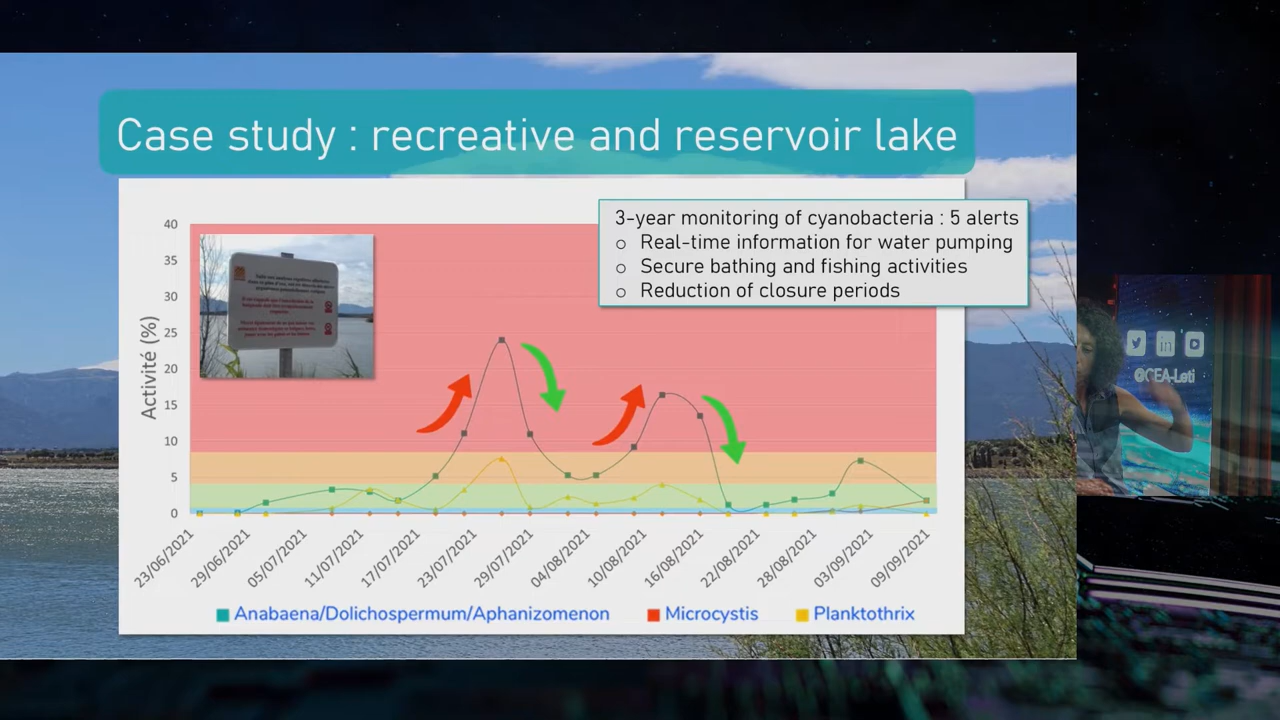 Case study : recreative and reservoir lake
3-year monitoring of cyanobacteria : 5 alerts
o Real-time information for water pumping
o Secure bathing and fishing activities
o Reduction of closure periods
Activité (%)
40
35
30
25
20
15
10
5
0
23/06/2021
29/06/2021
05/07/2021
11/07/2021
17/07/2021
23/07/2021
29/07/2021
04/08/2021
10/08/2021
16/08/2021
22/08/2021
28/08/2021
03/09/2021
09/09/2021
Anabaena/Dolichospermum/Aphanizomenon
Microcystis
Planktothrix
in
@CEA-Leti